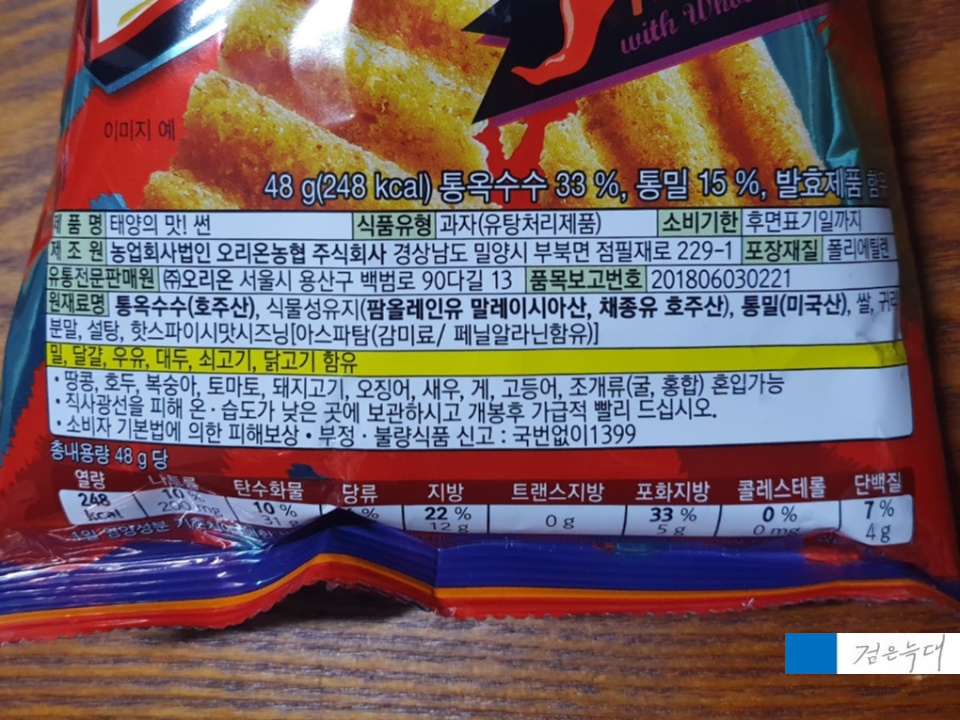 with Who
이미지 예
48 g(248 kcal) 통옥수수 33 %, 통밀 15 %, 발효제품 함유
제 품 명 태양의 맛! 썬 식품유형 과자(유탕처리제품) 소비기한 후면표기일까지
제 조 원 농업회사법인 오리온농협 주식회사 경상남도 밀양시 부북면 점필재로 229-1 포장재질 폴리에틸렌
유통전문판매원 ㈜오리온 서울시 용산구 백범로 90다길 13 품목보고번호 201806030221
원재료명 통옥수수(호주산), 식물성유지(팜올레인유 말레이시아산, 채종유 호주산), 통밀(미국산), 쌀, 귀리
분말, 설탕, 핫스파이시맛시즈닝[아스파탐(감미료/ 페닐알라닌함유)]
밀, 달걀, 우유, 대두, 쇠고기, 닭고기 함유
• 땅콩, 호두, 복숭아, 토마토, 돼지고기, 오징어, 새우, 게, 고등어, 조개류(굴, 홍합) 혼입가능
• 직사광선을 피해 온 · 습도가 낮은 곳에 보관하시고 개봉후 가급적 빨리 드십시오.
• 소비자 기본법에 의한 피해보상 • 부정 · 불량식품 신고 : 국번없이1399
총내용량 48 g 당
열량 나트륨 탄수화물 당류 지방 트랜스지방 포화지방 콜레스테롤 단백질
248 10 % 10 % % 22 % 0 g 33 % 0 % 7 %
kcal 200 mg 31 g 12 g 5 g 0 mg 4 g
1일 영양성분
검은늑대